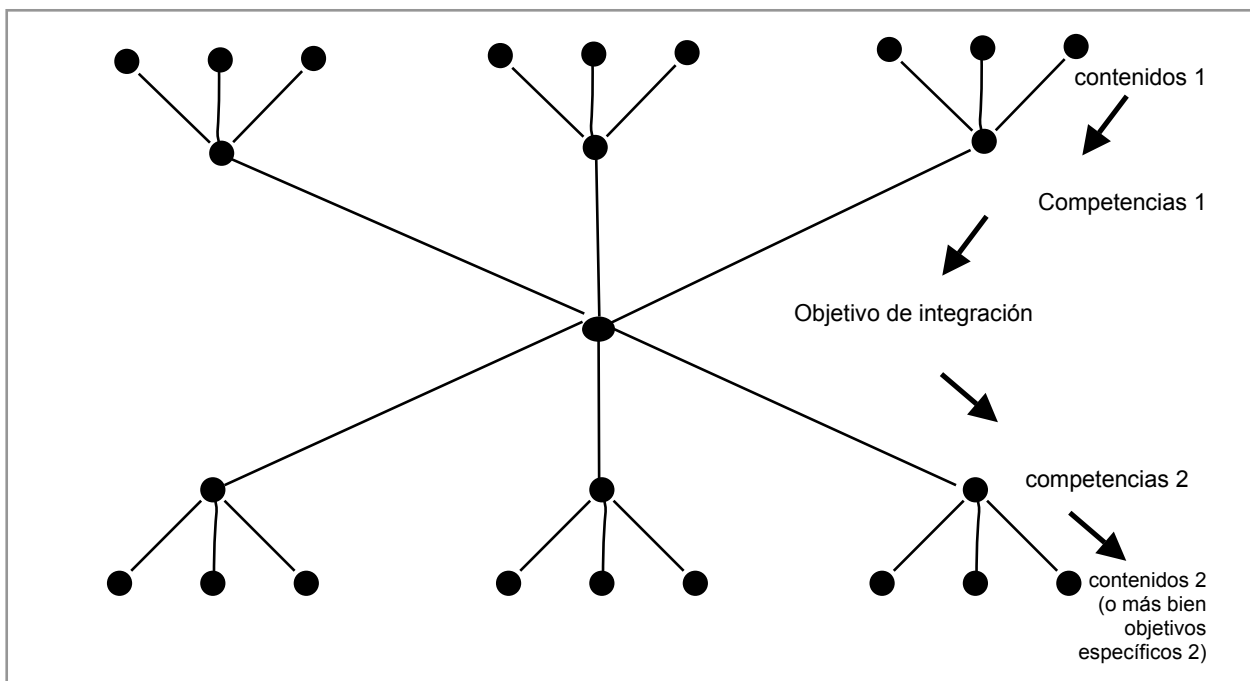 contenidos 1
Competencias 1
Objetivo de integración
competencias 2
contenidos 2
(o más bien
objetivos
específicos 2)